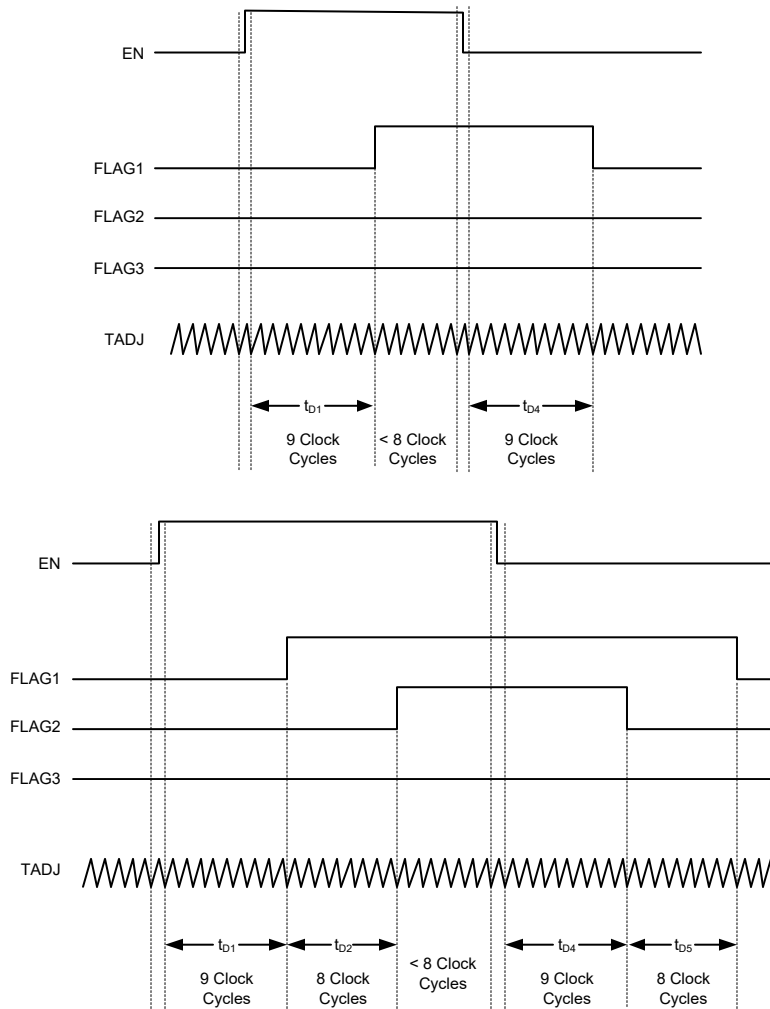 EN
FLAG1
FLAG2
FLAG3
TADJ
tD1
tD4
9 Clock
Cycles
< 8 Clock
Cycles
9 Clock
Cycles
EN
FLAG1
FLAG2
FLAG3
TADJ
tD1
tD2
tD4
tD5
9 Clock
Cycles
8 Clock
Cycles
< 8 Clock
Cycles
9 Clock
Cycles
8 Clock
Cycles